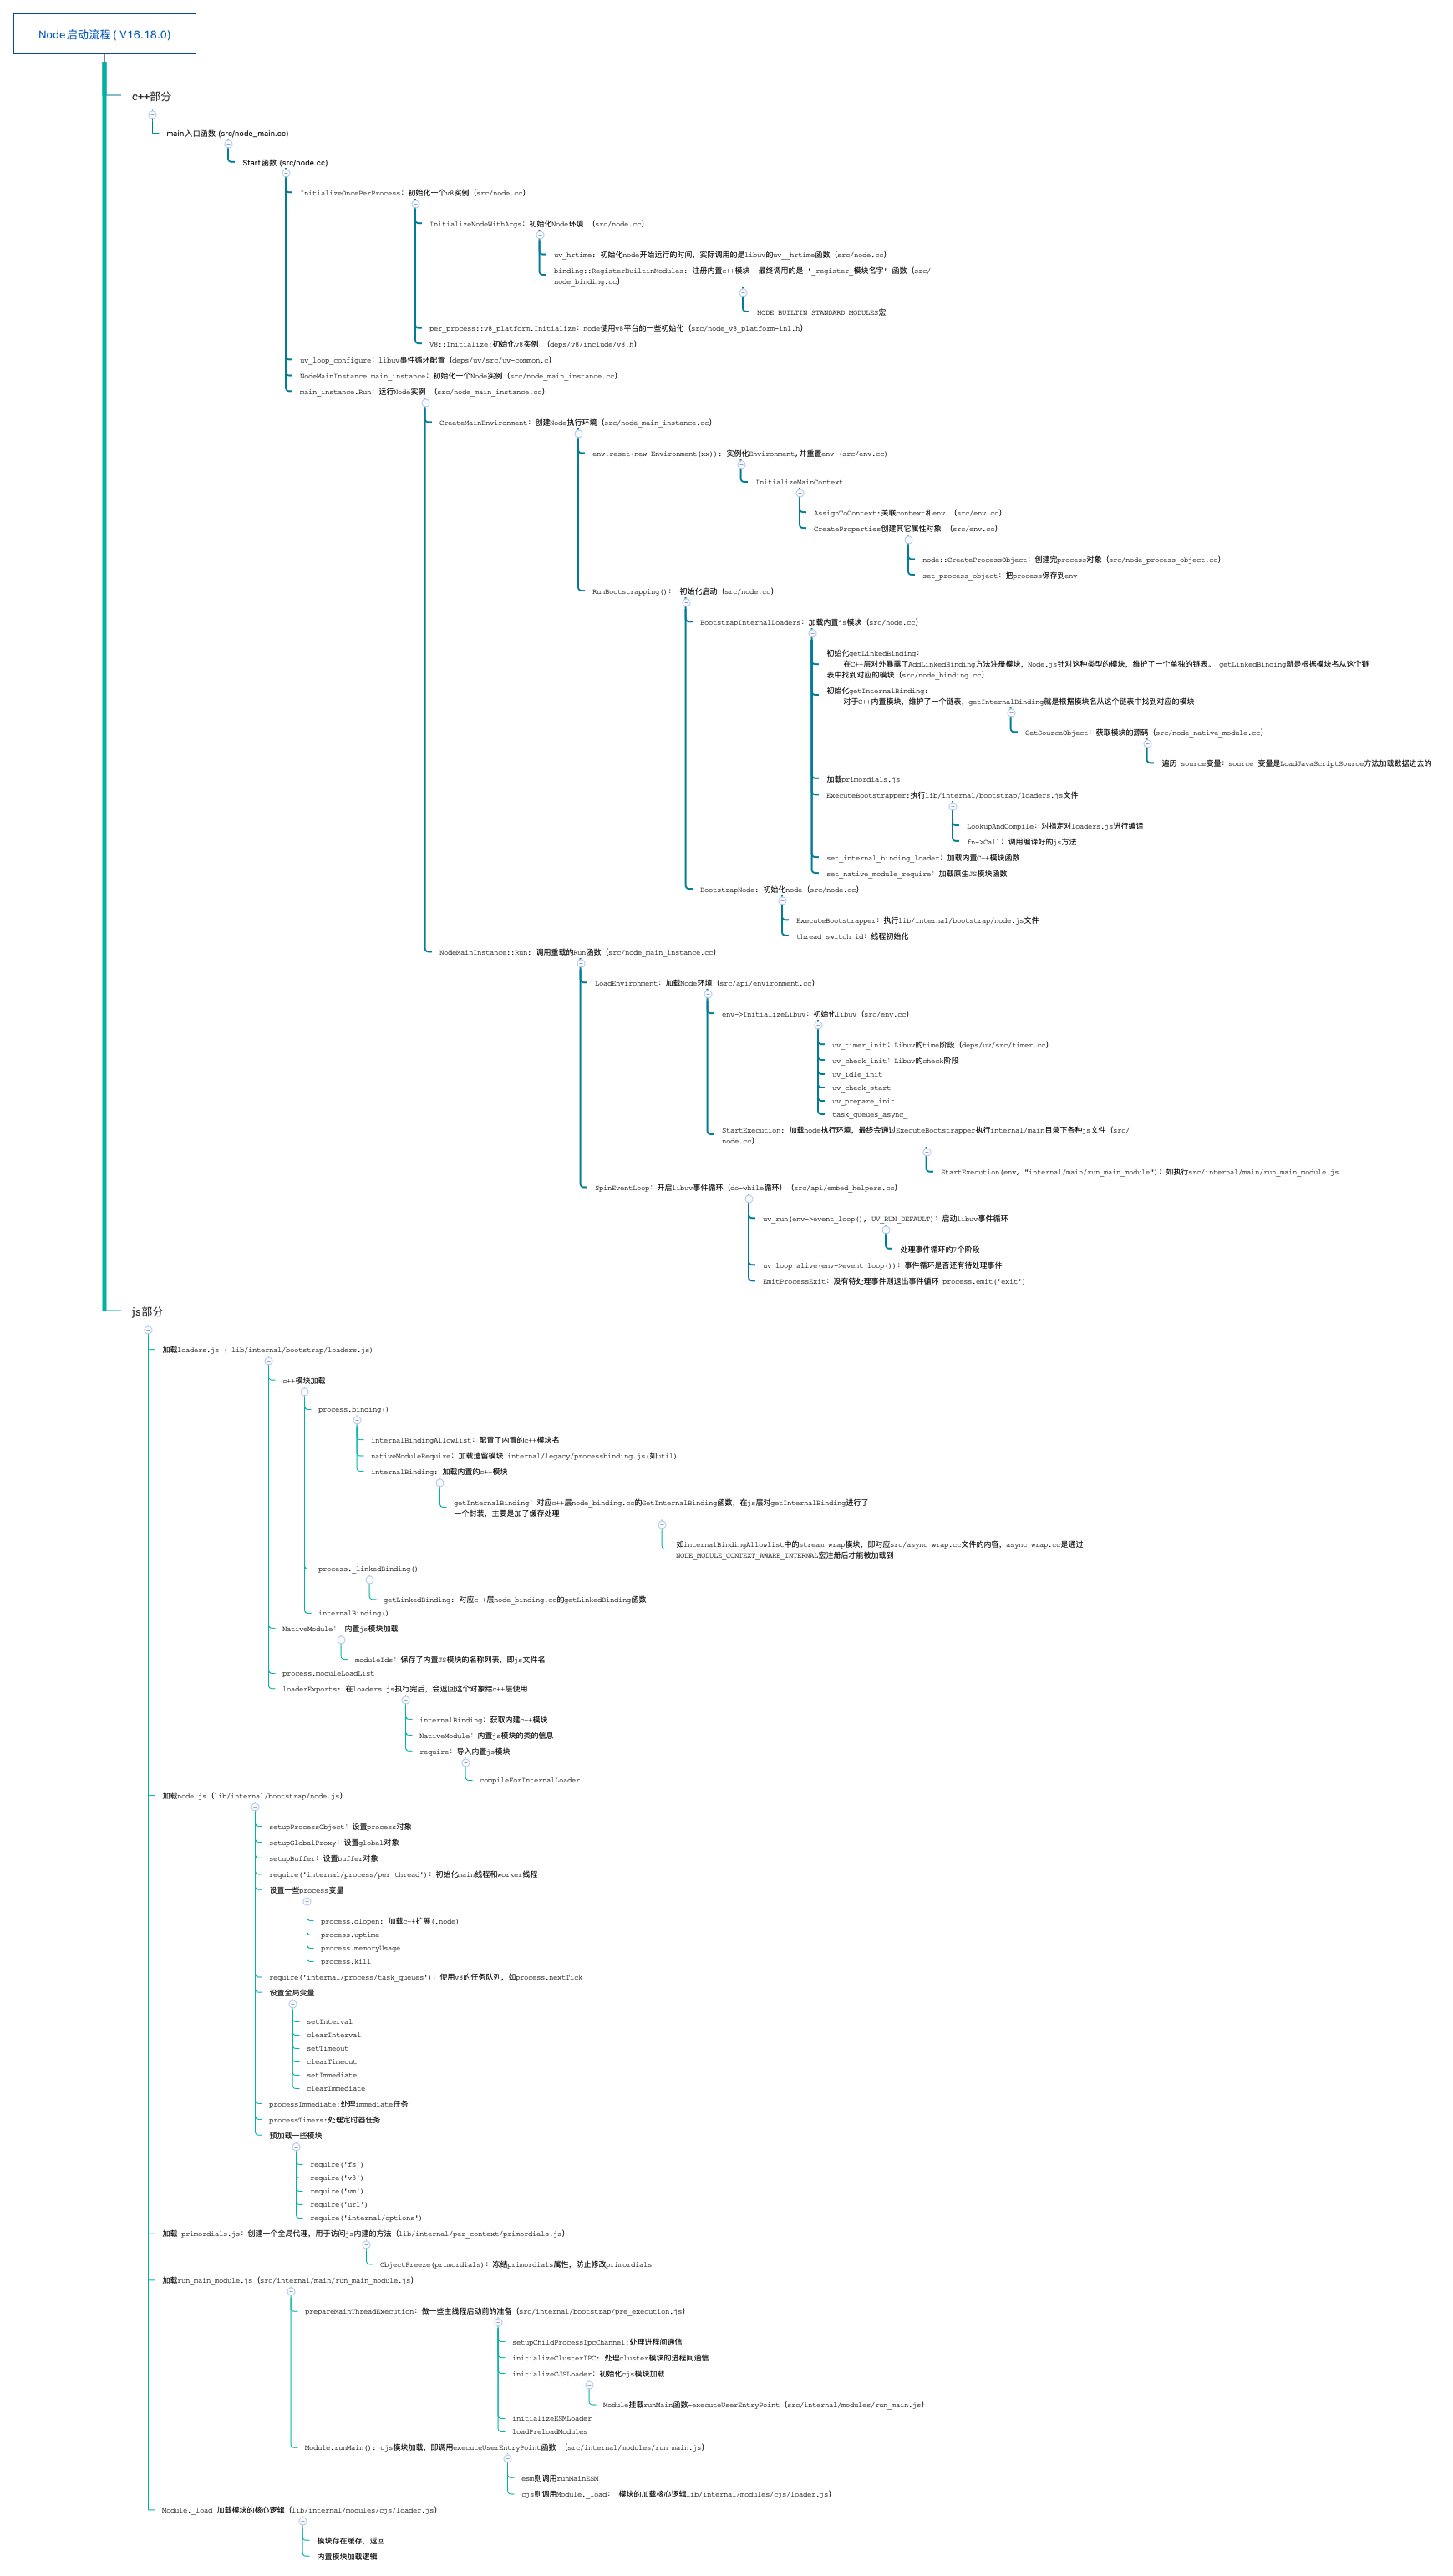 Node启动流程 ( V16.18.0)
c++部分
main入口函数 (src/node_main.cc)
Start函数 (src/node.cc)
InitializeOncePerProcess: 初始化一个v8实例 (src/node.cc)
InitializeNodeWithArgs: 初始化Node环境 (src/node.cc)
uv_hrtime: 初始化node开始运行的时间, 实际调用的是libuv的uv__hrtime函数 (src/node.cc)
binding::RegisterBuiltinModules: 注册内置c++模块 最终调用的是 '_register_模块名字' 函数 (src/
node_binding.cc)
NODE_BUILTIN_STANDARD_MODULES宏
per_process::v8_platform.Initialize: node使用v8平台的一些初始化 (src/node_v8_platform-inl.h)
V8::Initialize:初始化v8实例 (deps/v8/include/v8.h)
uv_loop_configure: libuv事件循环配置 (deps/uv/src/uv-common.c)
NodeMainInstance main_instance: 初始化一个Node实例 (src/node_main_instance.cc)
main_instance.Run: 运行Node实例 (src/node_main_instance.cc)
CreateMainEnvironment: 创建Node执行环境 (src/node_main_instance.cc)
env.reset(new Environment(xx)): 实例化Environment,并重置env (src/env.cc)
InitializeMainContext
AssignToContext:关联context和env (src/env.cc)
CreateProperties创建其它属性对象 (src/env.cc)
node::CreateProcessObject: 创建完process对象 (src/node_process_object.cc)
set_process_object: 把process保存到env
RunBootstrapping(): 初始化启动 (src/node.cc)
BootstrapInternalLoaders: 加载内置js模块 (src/node.cc)
初始化getLinkedBinding:
在C++层对外暴露了AddLinkedBinding方法注册模块, Node.js针对这种类型的模块, 维护了一个单独的链表。 getLinkedBinding就是根据模块名从这个链
表中找到对应的模块 (src/node_binding.cc)
初始化getInternalBinding:
对于C++内置模块, 维护了一个链表, getInternalBinding就是根据模块名从这个链表中找到对应的模块
GetSourceObject: 获取模块的源码 (src/node_native_module.cc)
遍历_source变量: source_变量是LoadJavaScriptSource方法加载数据进去的
加载primordials.js
ExecuteBootstrapper:执行lib/internal/bootstrap/loaders.js文件
LookupAndCompile: 对指定对loaders.js进行编译
fn->Call: 调用编译好的js方法
set_internal_binding_loader: 加载内置C++模块函数
set_native_module_require: 加载原生JS模块函数
BootstrapNode: 初始化node (src/node.cc)
ExecuteBootstrapper: 执行lib/internal/bootstrap/node.js文件
thread_switch_id: 线程初始化
NodeMainInstance::Run: 调用重载的Run函数 (src/node_main_instance.cc)
LoadEnvironment: 加载Node环境 (src/api/environment.cc)
env->InitializeLibuv: 初始化libuv (src/env.cc)
uv_timer_init: Libuv的time阶段 (deps/uv/src/timer.cc)
uv_check_init: Libuv的check阶段
uv_idle_init
uv_check_start
uv_prepare_init
task_queues_async_
StartExecution: 加载node执行环境, 最终会通过ExecuteBootstrapper执行internal/main目录下各种js文件 (src/
node.cc)
StartExecution(env, "internal/main/run_main_module"): 如执行src/internal/main/run_main_module.js
SpinEventLoop: 开启libuv事件循环 (do-while循环) (src/api/embed_helpers.cc)
uv_run(env->event_loop(), UV_RUN_DEFAULT): 启动libuv事件循环
处理事件循环的7个阶段
uv_loop_alive(env->event_loop()): 事件循环是否还有待处理事件
EmitProcessExit: 没有待处理事件则退出事件循环 process.emit('exit')
js部分
加载loaders.js ( lib/internal/bootstrap/loaders.js)
c++模块加载
process.binding()
internalBindingAllowlist: 配置了内置的c++模块名
nativeModuleRequire: 加载遗留模块 internal/legacy/processbinding.js(如util)
internalBinding: 加载内置的c++模块
getInternalBinding: 对应c++层node_binding.cc的GetInternalBinding函数, 在js层对getInternalBinding进行了
一个封装, 主要是加了缓存处理
如internalBindingAllowlist中的stream_wrap模块, 即对应src/async_wrap.cc文件的内容, async_wrap.cc是通过
NODE_MODULE_CONTEXT_AWARE_INTERNAL宏注册后才能被加载到
process._linkedBinding()
getLinkedBinding: 对应c++层node_binding.cc的getLinkedBinding函数
internalBinding()
NativeModule: 内置js模块加载
moduleIds: 保存了内置JS模块的名称列表, 即js文件名
process.moduleLoadList
loaderExports: 在loaders.js执行完后, 会返回这个对象给c++层使用
internalBinding: 获取内建c++模块
NativeModule: 内置js模块的类的信息
require: 导入内置js模块
compileForInternalLoader
加载node.js (lib/internal/bootstrap/node.js)
setupProcessObject: 设置process对象
setupGlobalProxy: 设置global对象
setupBuffer: 设置buffer对象
require('internal/process/per_thread'): 初始化main线程和worker线程
设置一些process变量
process.dlopen: 加载c++扩展(.node)
process.uptime
process.memoryUsage
process.kill
require('internal/process/task_queues'): 使用v8的任务队列, 如process.nextTick
设置全局变量
setInterval
clearInterval
setTimeout
clearTimeout
setImmediate
clearImmediate
processImmediate:处理immediate任务
processTimers:处理定时器任务
预加载一些模块
require('fs')
require('v8')
require('vm')
require('url')
require('internal/options')
加载 primordials.js: 创建一个全局代理, 用于访问js内建的方法 (lib/internal/per_context/primordials.js)
ObjectFreeze(primordials): 冻结primordials属性, 防止修改primordials
加载run_main_module.js (src/internal/main/run_main_module.js)
prepareMainThreadExecution: 做一些主线程启动前的准备 (src/internal/bootstrap/pre_execution.js)
setupChildProcessIpcChannel:处理进程间通信
initializeClusterIPC: 处理cluster模块的进程间通信
initializeCJSLoader: 初始化cjs模块加载
Module挂载runMain函数-executeUserEntryPoint (src/internal/modules/run_main.js)
initializeESMLoader
loadPreloadModules
Module.runMain(): cjs模块加载, 即调用executeUserEntryPoint函数 (src/internal/modules/run_main.js)
esm则调用runMainESM
cjs则调用Module._load: 模块的加载核心逻辑lib/internal/modules/cjs/loader.js)
Module._load 加载模块的核心逻辑 (lib/internal/modules/cjs/loader.js)
模块存在缓存, 返回
内置模块加载逻辑